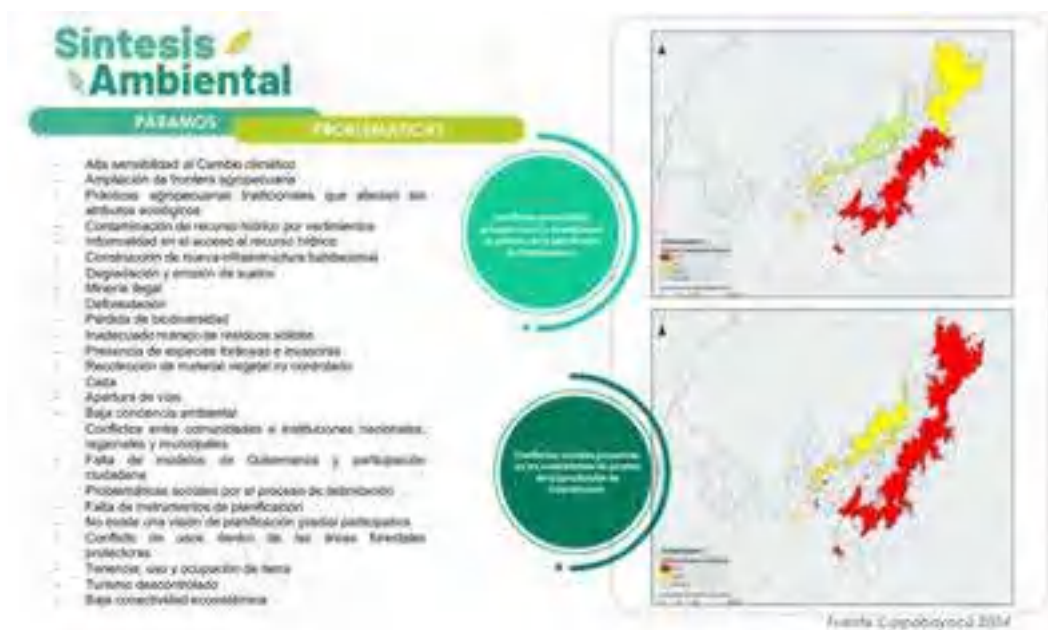 Síntesis
Ambiental
PÁRAMOS
PROBLEMÁTICAS
- Alta sensibilidad al Cambio climático
- Ampliación de frontera agropecuaria
- Prácticas agropecuarias tradicionales que afectan los
atributos ecológicos
- Contaminación de recurso hídrico por vertimientos
- Informalidad en el acceso al recurso hídrico
- Construcción de nueva infraestructura habitacional
- Degradación y erosión de suelos
- Minería ilegal
- Deforestación
- Pérdida de biodiversidad
- Inadecuado manejo de residuos sólidos
- Presencia de especies foráneas e invasoras
- Recolección de material vegetal no controlado
- Caza
- Apertura de vías
- Baja conciencia ambiental
- Conflictos entre comunidades e instituciones nacionales,
regionales y municipales
- Falta de modelos de Gobernanza y participación
ciudadana
- Problemáticas sociales por el proceso de delimitación
- Falta de instrumentos de planificación
- No existe una visión de planificación predial participativa
- Conflicto de usos dentro de las áreas forestales
protectoras
- Tenencia, uso y ocupación de tierra
- Turismo descontrolado
- Baja conectividad ecosistémica
Conflictos sociales
Fuente Corpoboyacá 2024